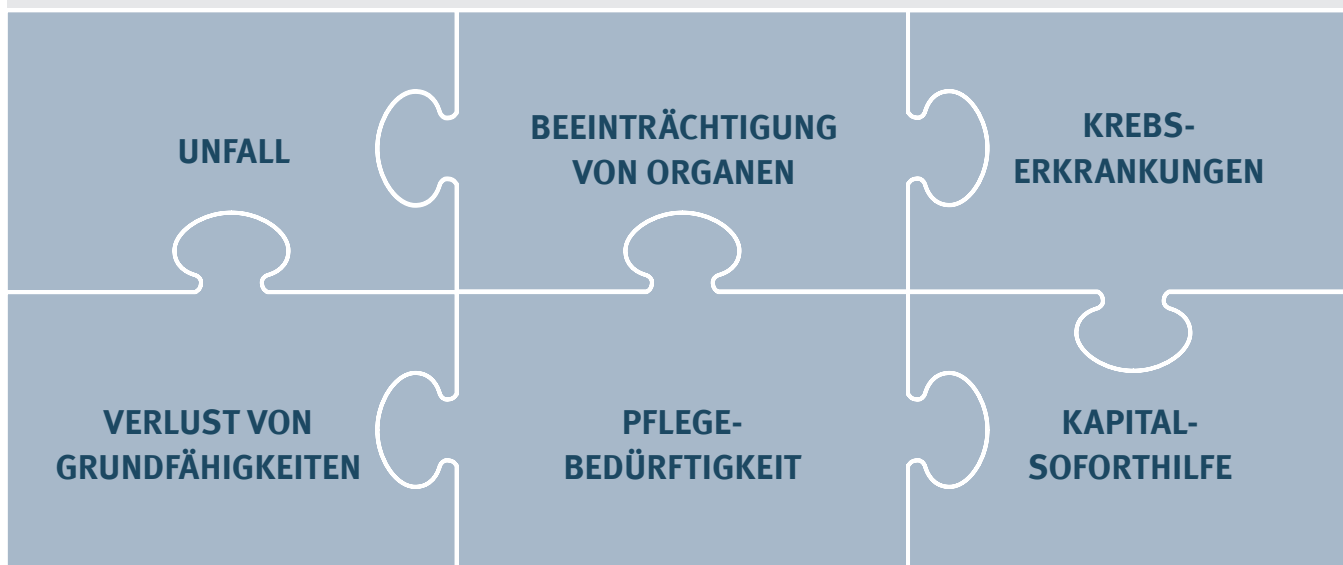 UNFALL
BEEINTRÄCHTIGUNG
VON ORGANEN
KREBS-
ERKRANKUNGEN
VERLUST VON
GRUNDFÄHIGKEITEN
PFLEGE-
BEDÜRFTIGKEIT
KAPITAL-
SOFORTHILFE